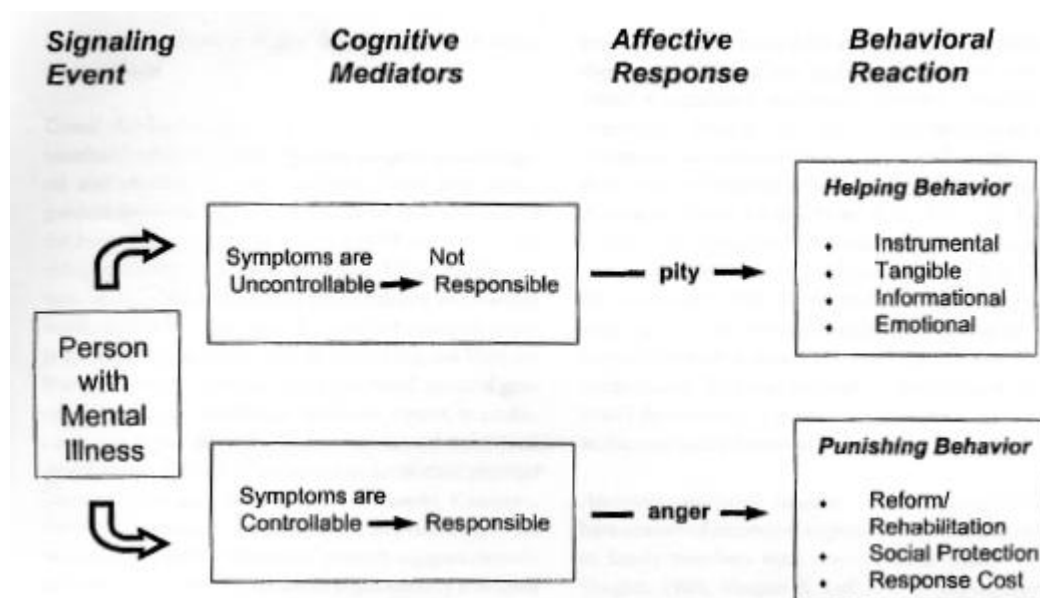 Signaling
Event
Cognitive
Mediators
Affective
Response
Behavioral
Reaction
Person
with
Mental
Illness
Symptoms are
Uncontrollable
Not
Responsible
pity
Helping Behavior
• Instrumental
• Tangible
• Informational
• Emotional
Symptoms are
Controllable
Responsible
anger
Punishing Behavior
• Reform/
Rehabilitation
• Social Protection
• Response Cost